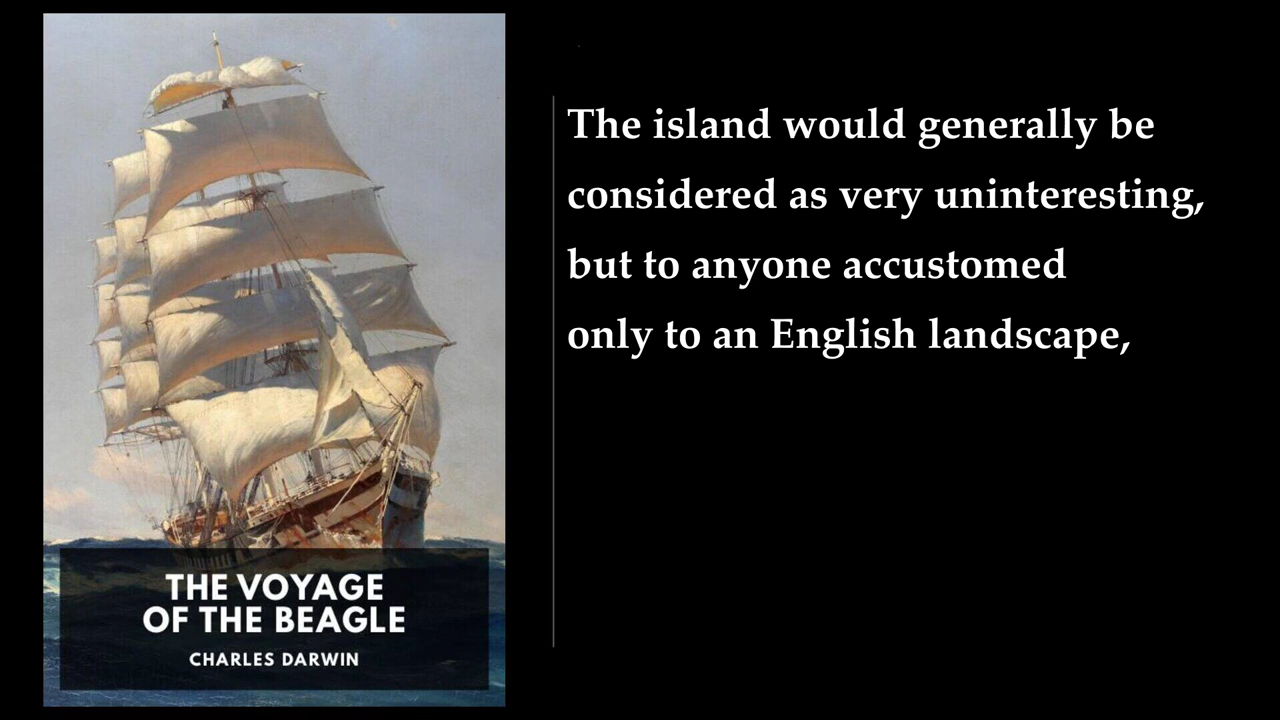 The island would generally be
considered as very uninteresting,
but to anyone accustomed
only to an English landscape,
THE VOYAGE
OF THE BEAGLE
CHARLES DARWIN